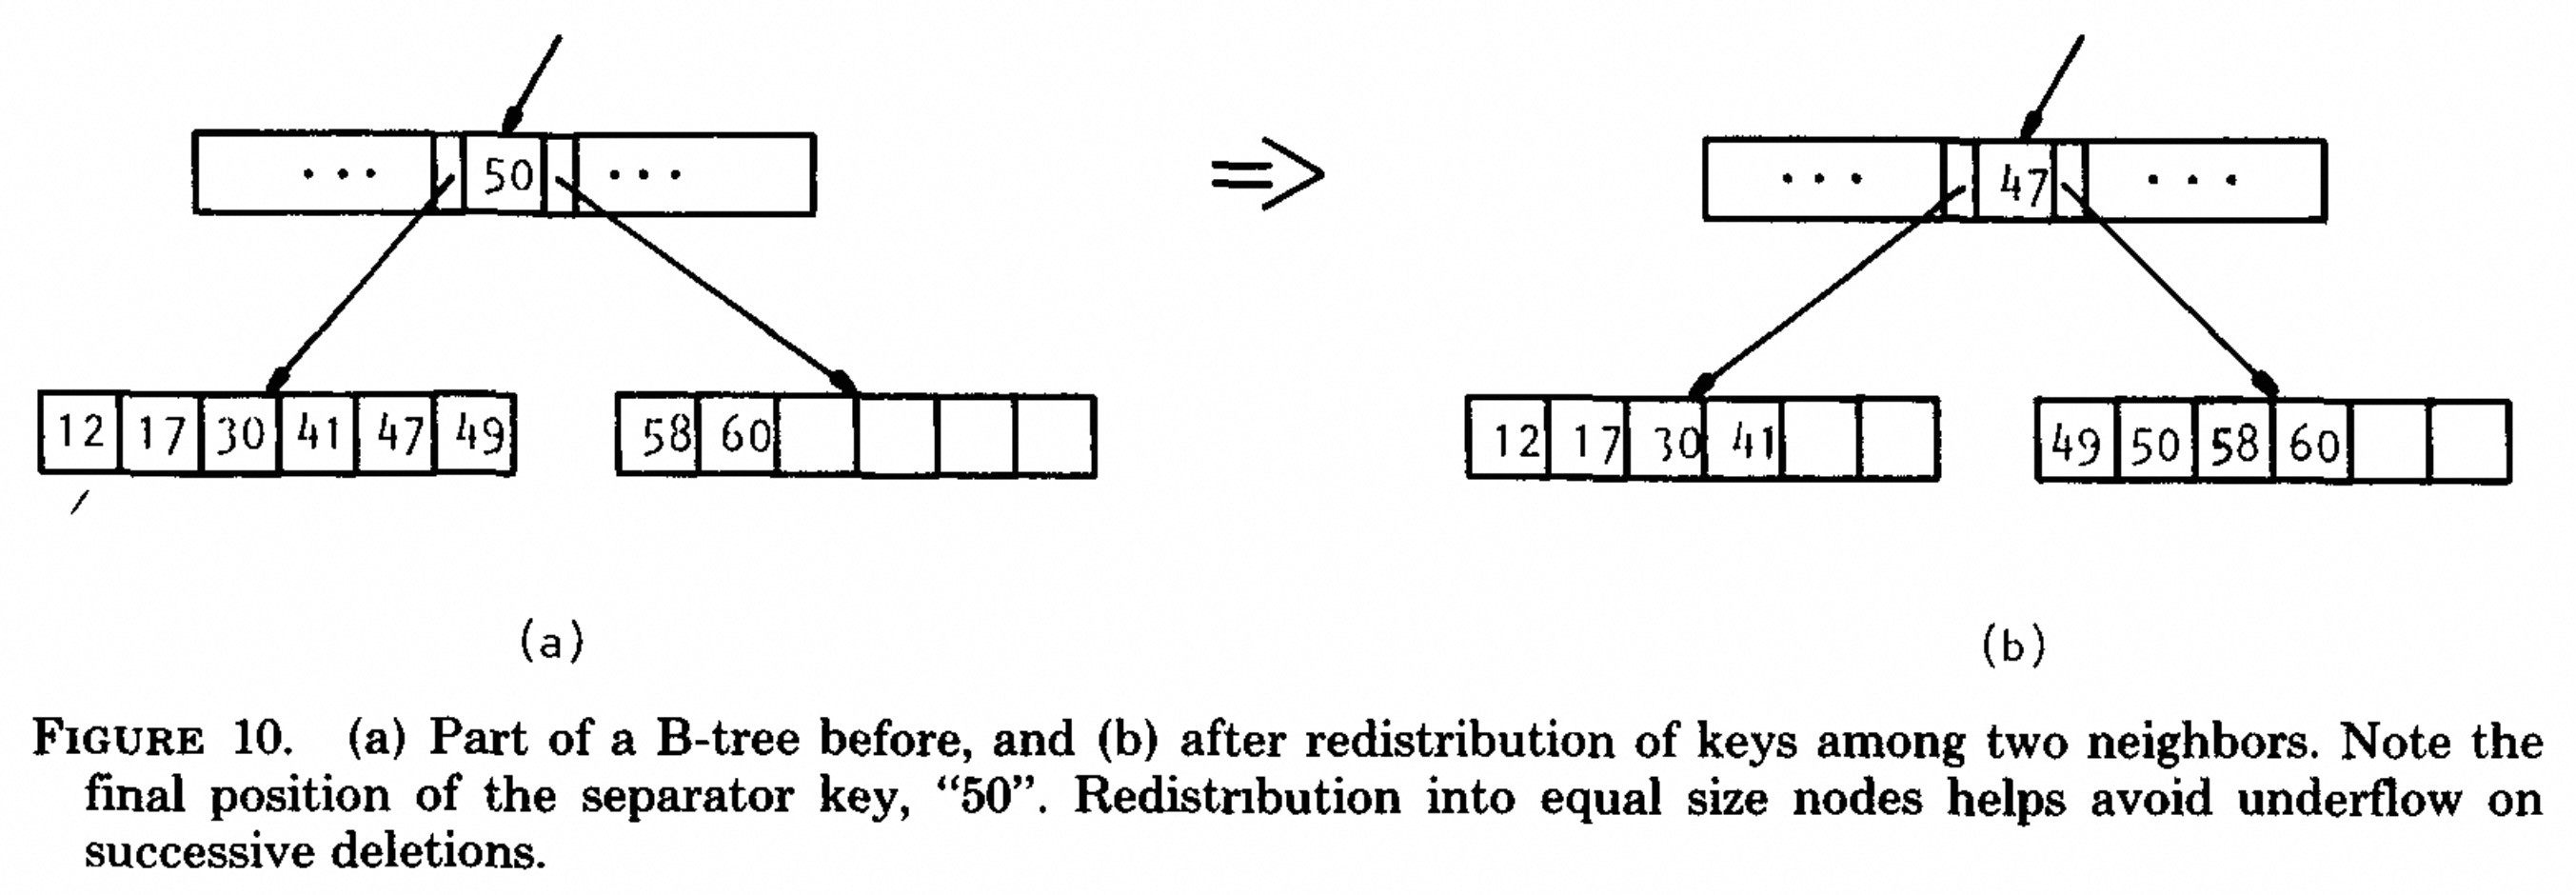 ... 50 ...
... 47 ...
12 17 30 41 47 49
58 60
12 17 30 41
49 50 58 60
(a)
(b)
FIGURE 10. (a) Part of a B-tree before, and (b) after redistribution of keys among two neighbors. Note the
final position of the separator key, “50”. Redistribution into equal size nodes helps avoid underflow on
successive deletions.